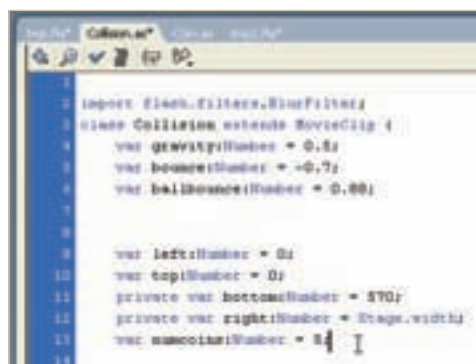 Collision.as*
1
2 import flash.filters.BlurFilter;
3 class Collision extends MovieClip {
4 var gravity:Number = 0.8;
5 var bounce:Number = -0.7;
6 var ballbounce:Number = 0.88;
7
8
9 var left:Number = 0;
10 var top:Number = 0;
11 private var bottom:Number = 570;
12 private var right:Number = Stage.width;
13 var numcoins:Number = 5;
14